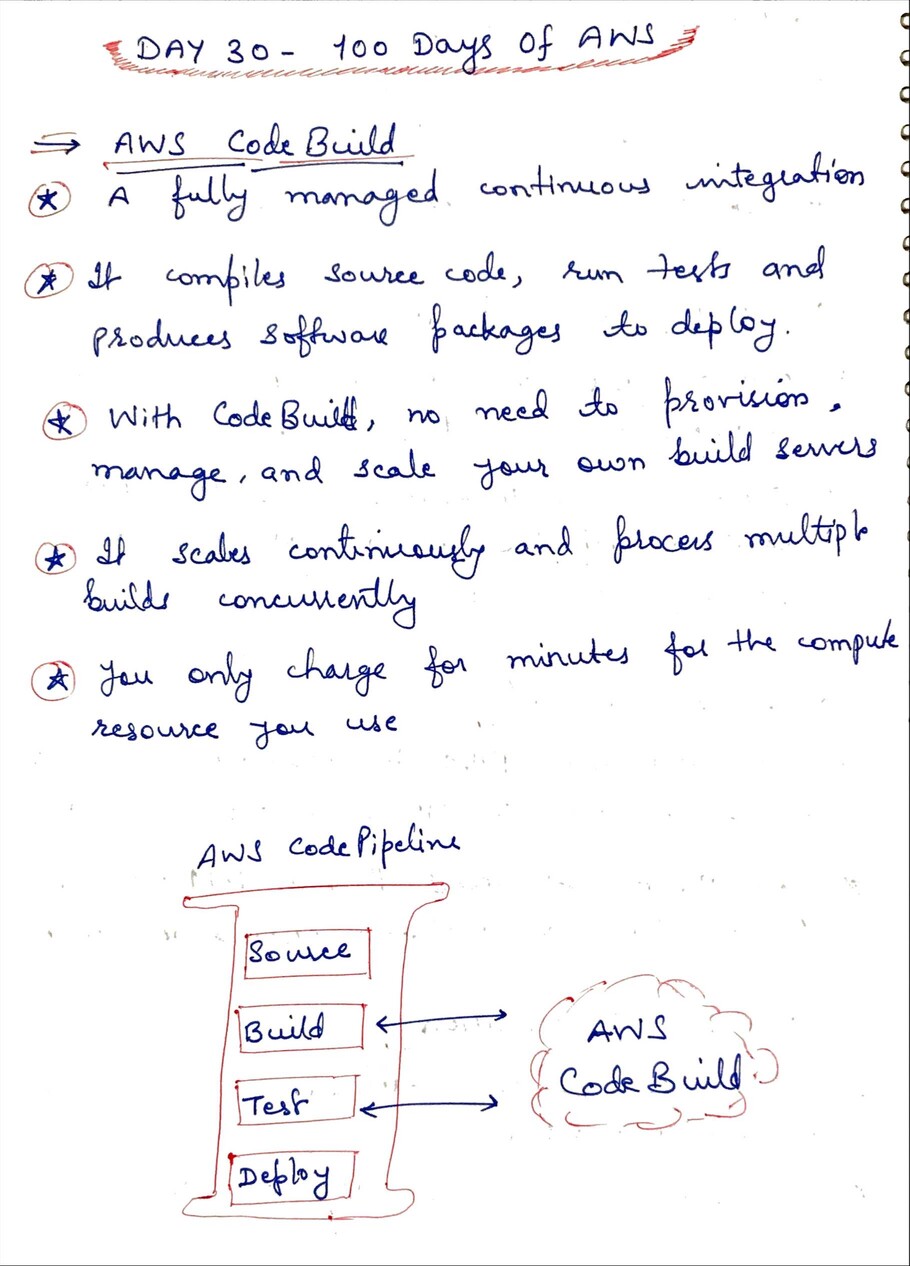 DAY 30 - 100 Days Of AWS
⇒ AWS CodeBuild
★ A fully managed continuous integration
★ It compiles source code, run tests and
produces software packages to deploy.
★ With CodeBuild, no need to provision,
manage, and scale your own build servers
★ It scales continuously and process multiple
builds concurrently
★ You only charge for minutes for the compute
resource you use
AWS CodePipeline
Source
Build
Test
Deploy
AWS
CodeBuild